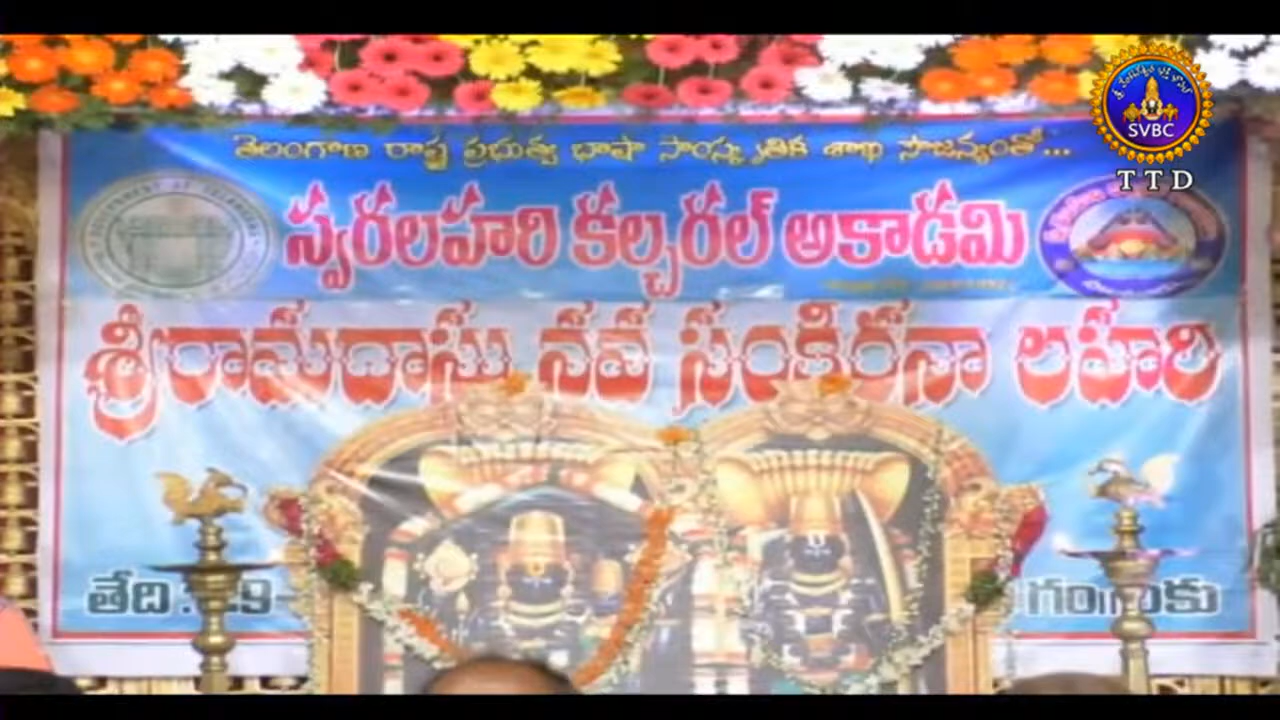 తెలంగాణ రాష్ట్ర ప్రభుత్వ భాషా సాంస్కృతిక శాఖ సౌజన్యంతో...
స్వరలహరి కల్చరల్ అకాడమి
శ్రీరామదాసు నవ సంకీర్తనా లహరి
తేది
SVBC
TTD